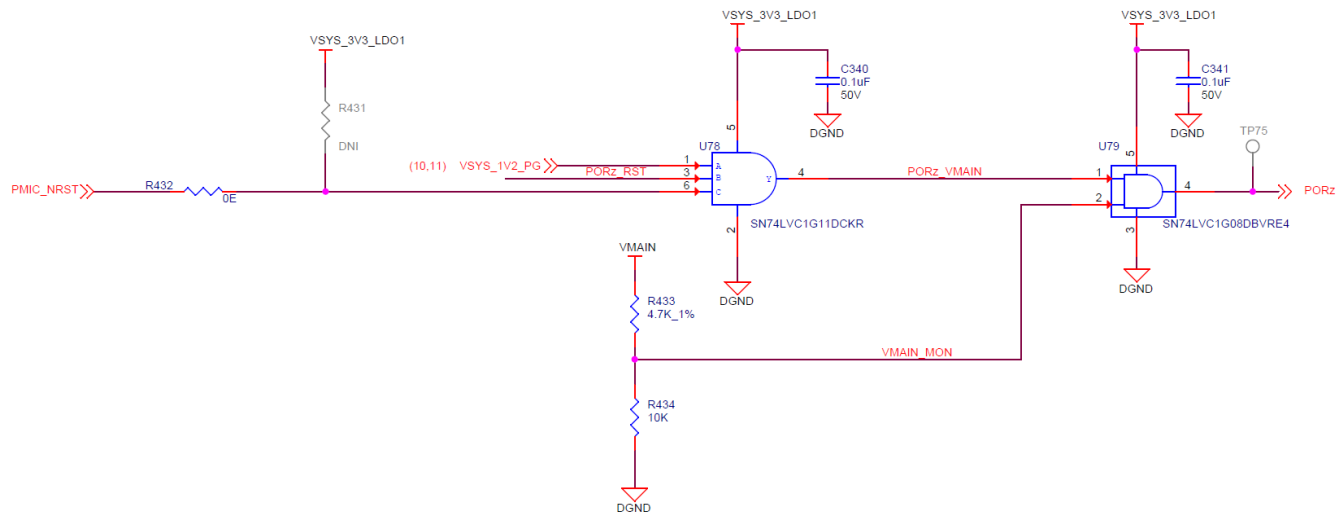 VSYS_3V3_LDO1
VSYS_3V3_LDO1
VSYS_3V3_LDO1
R431
DNI
C340
0.1uF
50V
DGND
C341
0.1uF
50V
DGND
TP75
5
U78
5
U79
(10,11) VSYS_1V2_PG
1
A
PORz_RST
3
B
Y
4
PORz_VMAIN
1
4
PORz
PMIC_NRST
R432
0E
6
C
2
SN74LVC1G11DCKR
2
SN74LVC1G08DBVRE4
3
VMAIN
DGND
DGND
R433
4.7K_1%
VMAIN_MON
R434
10K
DGND